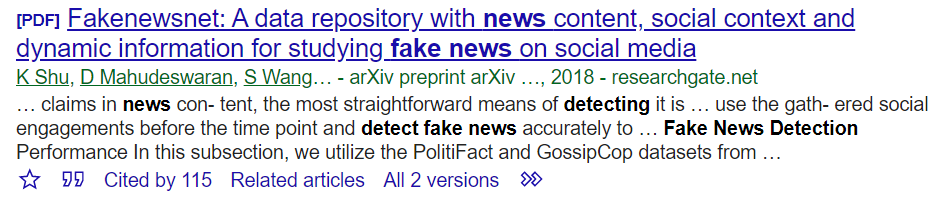 [PDF] Fakenewsnet: A data repository with news content, social context and
dynamic information for studying fake news on social media
K Shu, D Mahudeswaran, S Wang… - arXiv preprint arXiv …, 2018 - researchgate.net
… claims in news con- tent, the most straightforward means of detecting it is … use the gath- ered social
engagements before the time point and detect fake news accurately to … Fake News Detection
Performance In this subsection, we utilize the PolitiFact and GossipCop datasets from …
Cited by 115 Related articles All 2 versions